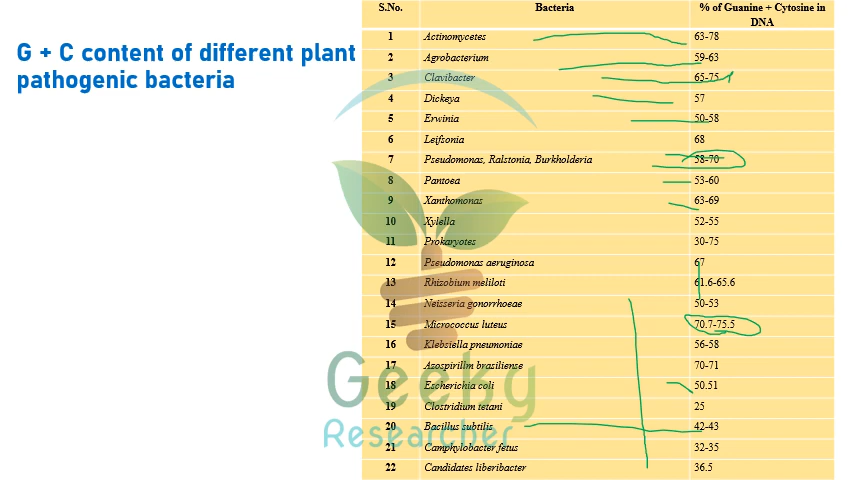 G + C content of different plant
pathogenic bacteria
S.No. Bacteria % of Guanine + Cytosine in
DNA
1 Actinomycetes 63-78
2 Agrobacterium 59-63
3 Clavibacter 65-75
4 Dickeya 57
5 Erwinia 50-58
6 Leifsonia 68
7 Pseudomonas, Ralstonia, Burkholderia 58-70
8 Pantoea 53-60
9 Xanthomonas 63-69
10 Xylella 52-55
11 Prokaryotes 30-75
12 Pseudomonas aeruginosa 67
13 Rhizobium meliloti 61.6-65.6
14 Neisseria gonorrhoeae 50-53
15 Micrococcus luteus 70.7-75.5
16 Klebsiella pneumoniae 56-58
17 Azospirillm brasiliense 70-71
18 Escherichia coli 50.51
19 Clostridium tetani 25
20 Bacillus subtilis 42-43
21 Camphylobacter fetus 32-35
22 Candidates liberibacter 36.5
Geeky
Researcher